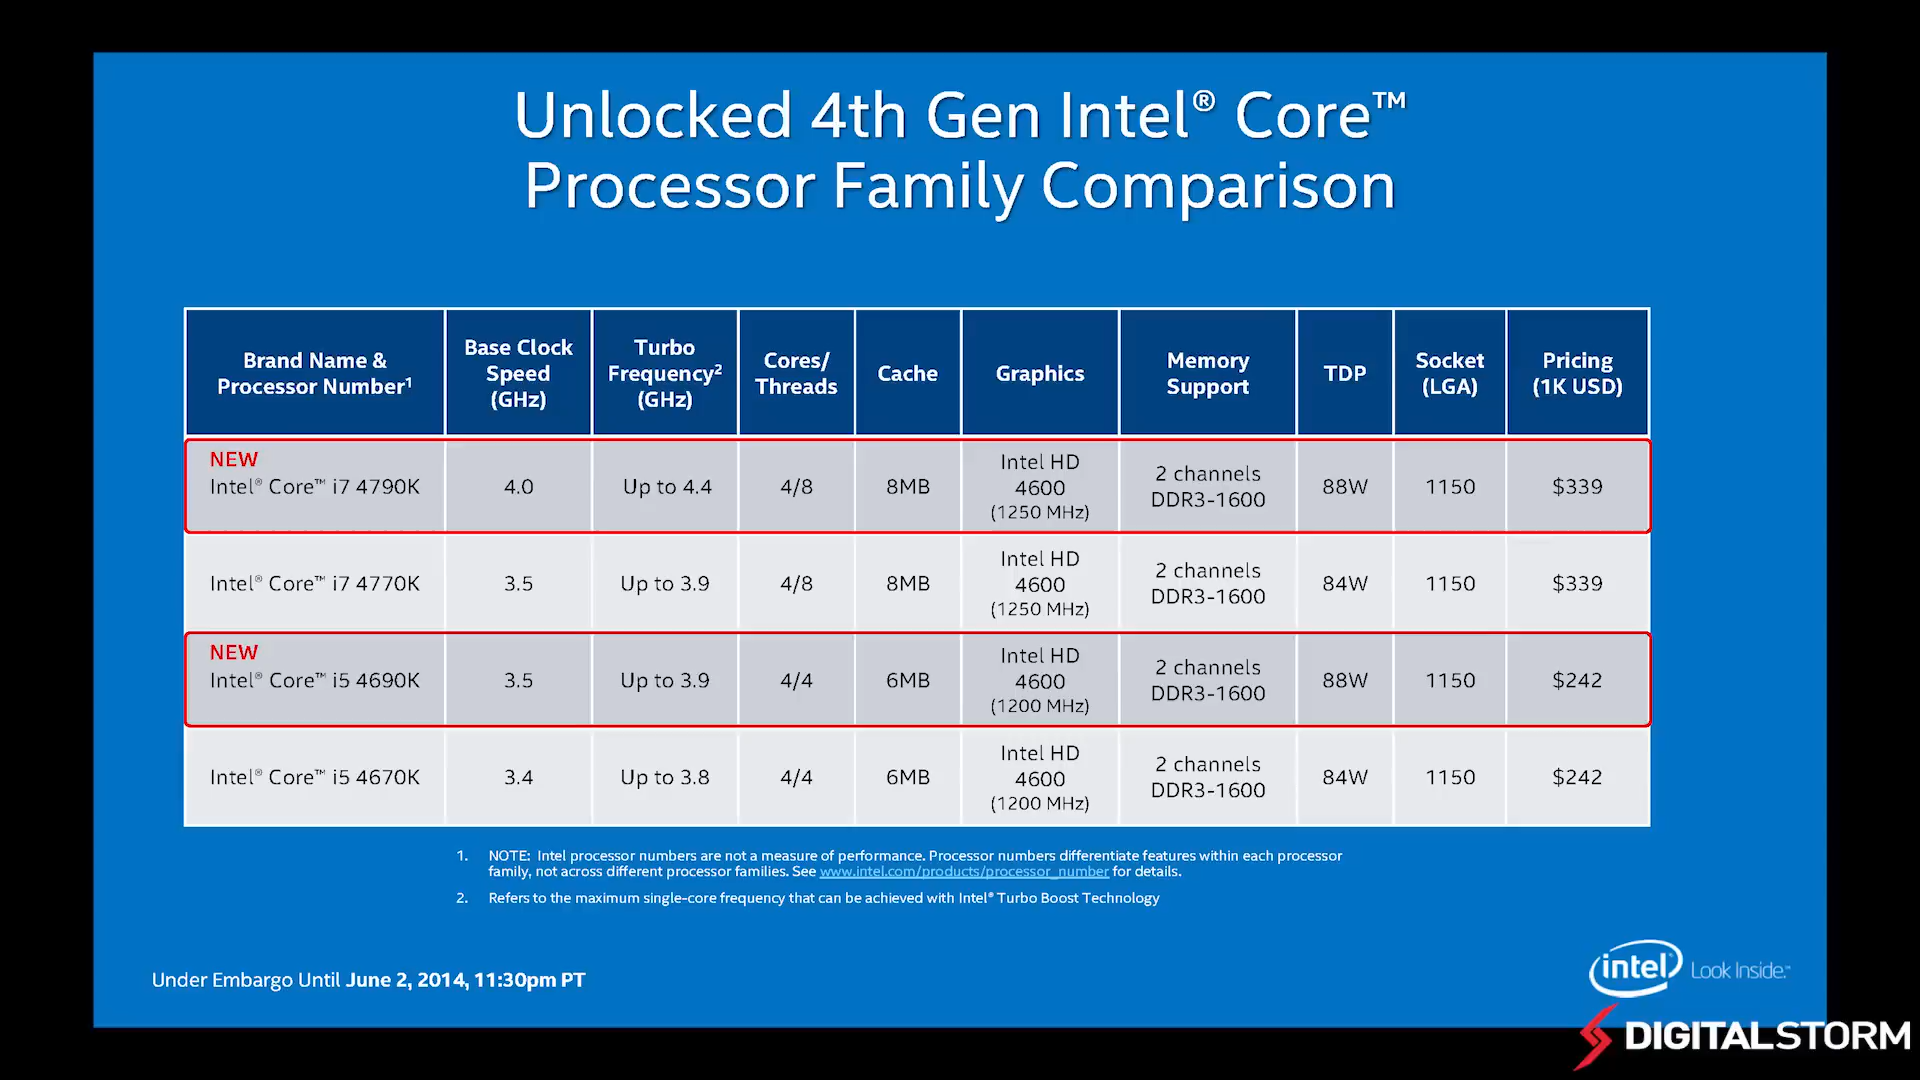 Unlocked 4th Gen Intel® Core™
Processor Family Comparison
Brand Name &
Processor Number¹
Base Clock
Speed
(GHz)
Turbo
Frequency²
(GHz)
Cores/
Threads
Cache
Graphics
Memory
Support
TDP
Socket
(LGA)
Pricing
(1K USD)
NEW
Intel® Core™ i7 4790K
4.0
Up to 4.4
4/8
8MB
Intel HD
4600
(1250 MHz)
2 channels
DDR3-1600
88W
1150
$339
Intel® Core™ i7 4770K
3.5
Up to 3.9
4/8
8MB
Intel HD
4600
(1250 MHz)
2 channels
DDR3-1600
84W
1150
$339
NEW
Intel® Core™ i5 4690K
3.5
Up to 3.9
4/4
6MB
Intel HD
4600
(1200 MHz)
2 channels
DDR3-1600
88W
1150
$242
Intel® Core™ i5 4670K
3.4
Up to 3.8
4/4
6MB
Intel HD
4600
(1200 MHz)
2 channels
DDR3-1600
84W
1150
$242
1. NOTE: Intel processor numbers are not a measure of performance. Processor numbers differentiate features within each processor
family, not across different processor families. See www.intel.com/products/processor_number for details.
2. Refers to the maximum single-core frequency that can be achieved with Intel® Turbo Boost Technology
Under Embargo Until June 2, 2014, 11:30pm PT
intel Look Inside.™
DIGITALSTORM